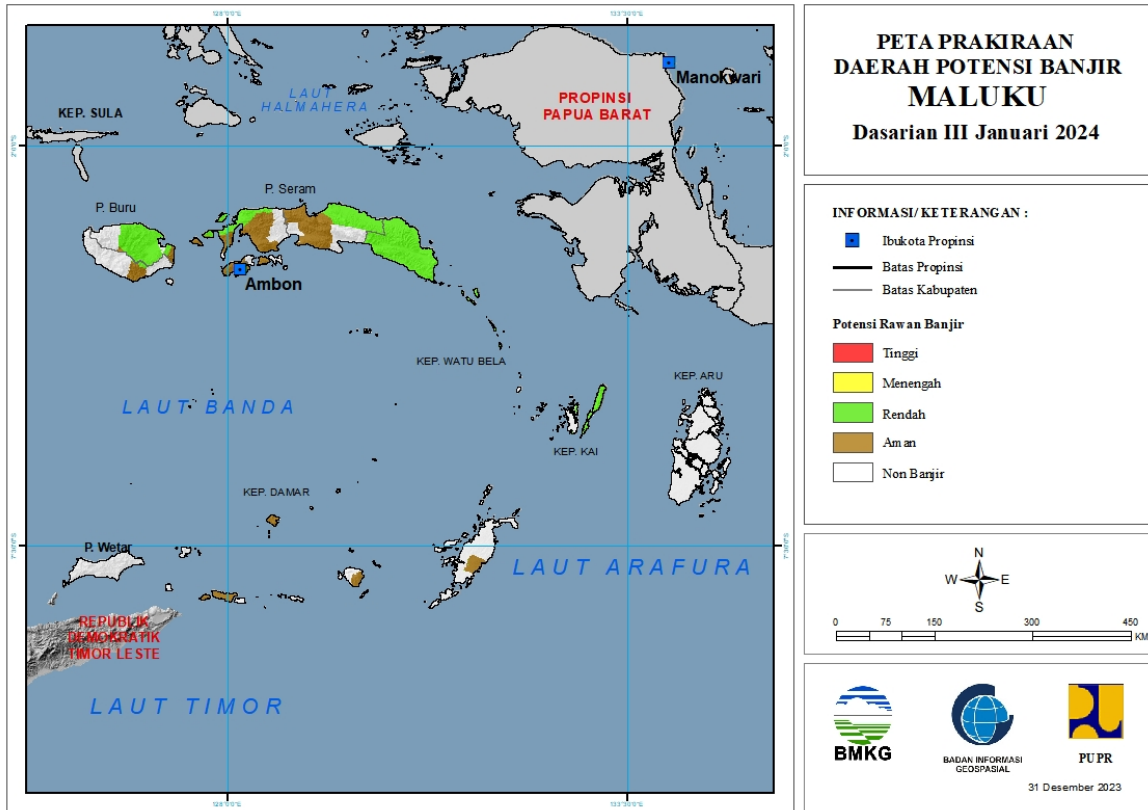 PETA PRAKIRAAN
DAERAH POTENSI BANJIR
MALUKU
Dasarian III Januari 2024
INFORMASI/ KETERANGAN :
Ibukota Propinsi
Batas Propinsi
Batas Kabupaten
Potensi Rawan Banjir
Tinggi
Menengah
Rendah
Aman
Non Banjir
N
W E
S
0 75 150 300 450
KM
BMKG
BADAN INFORMASI
GEOSPASIAL
PUPR
31 Desember 2023
Manokwari
LAUT
HALMAHERA
PROPINSI
PAPUA BARAT
KEP. SULA
P. Seram
P. Buru
Ambon
KEP. WATU BELA
KEP. ARU
LAUT BANDA
KEP. KAI
KEP. DAMAR
P. Wetar
LAUT ARAFURA
REPUBLIK
DEMOKRATIK
TIMOR LESTE
LAUT TIMOR